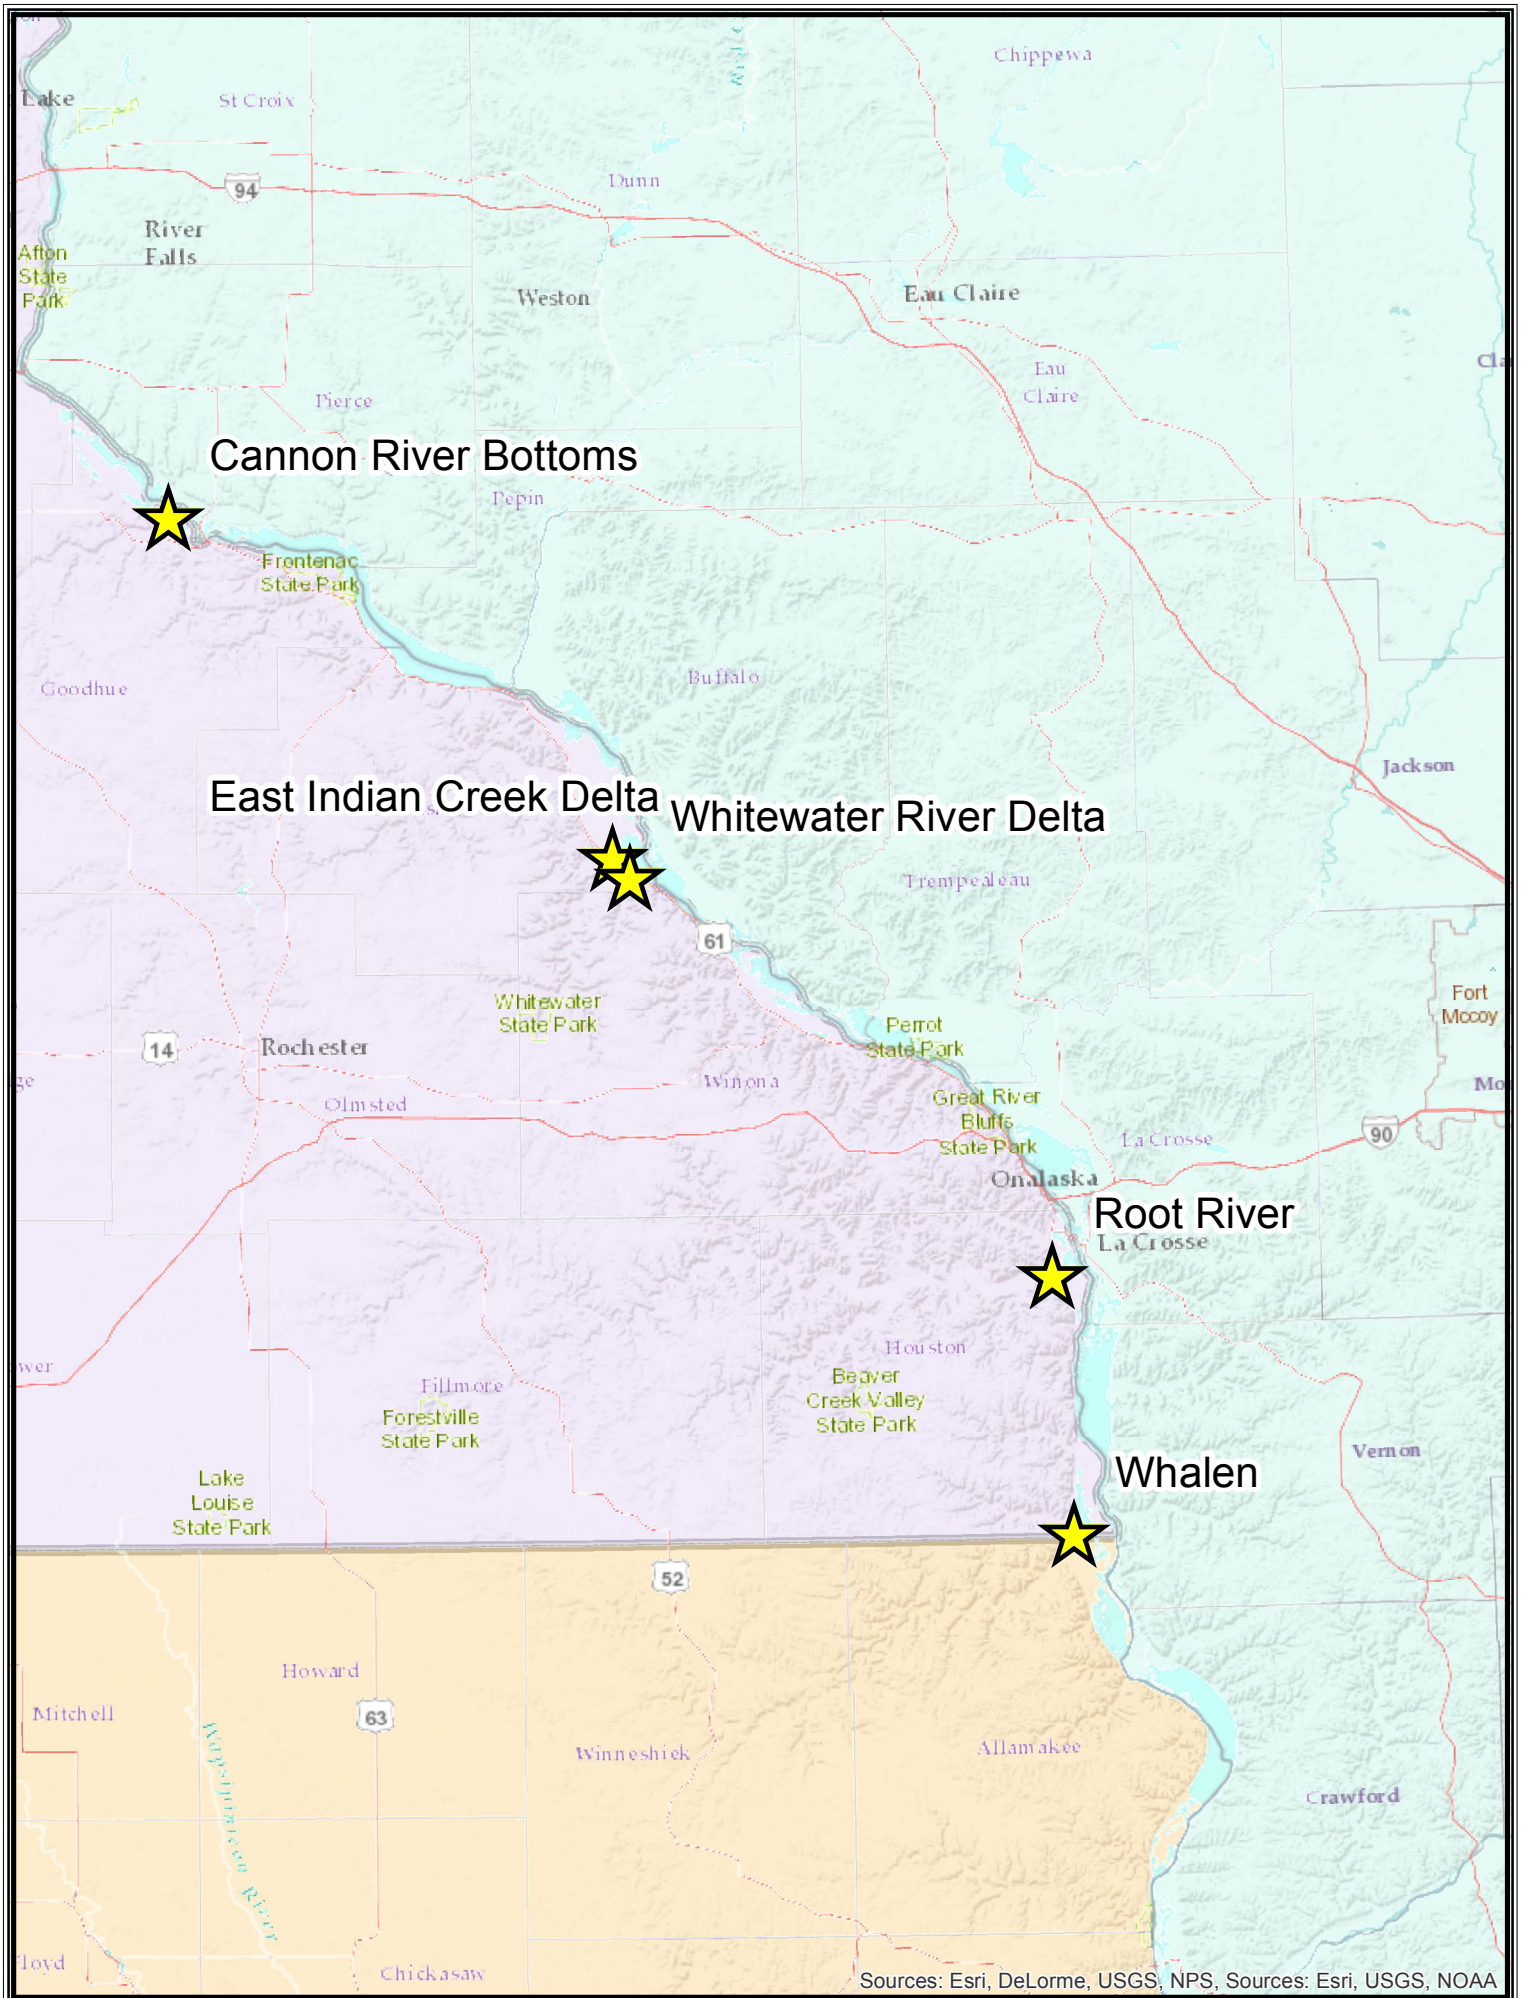 Chippewa
Lake
St Croix
Dunn
94
River
Falls
Afton
State
Park
Weston
Eau Claire
Eau
Claire
Pierce
Cannon River Bottoms
Pepin
Frontenac
State Park
Goodhue
Buffalo
Jackson
East Indian Creek Delta
Whitewater River Delta
Trempealeau
61
Whitewater
State Park
Fort
Mccoy
Perrot
State Park
14
Rochester
Winona
Olmsted
Great River
Bluffs
State Park
La Crosse
90
Onalaska
Root River
La Crosse
Houston
Beaver
Creek Valley
State Park
Fillmore
Forestville
State Park
Vernon
Whalen
Lake
Louise
State Park
52
Howard
Mitchell
63
Wapsipinicon River
Winneshiek
Allamakee
Crawford
Chickasaw
Sources: Esri, DeLorme, USGS, NPS, Sources: Esri, USGS, NOAA